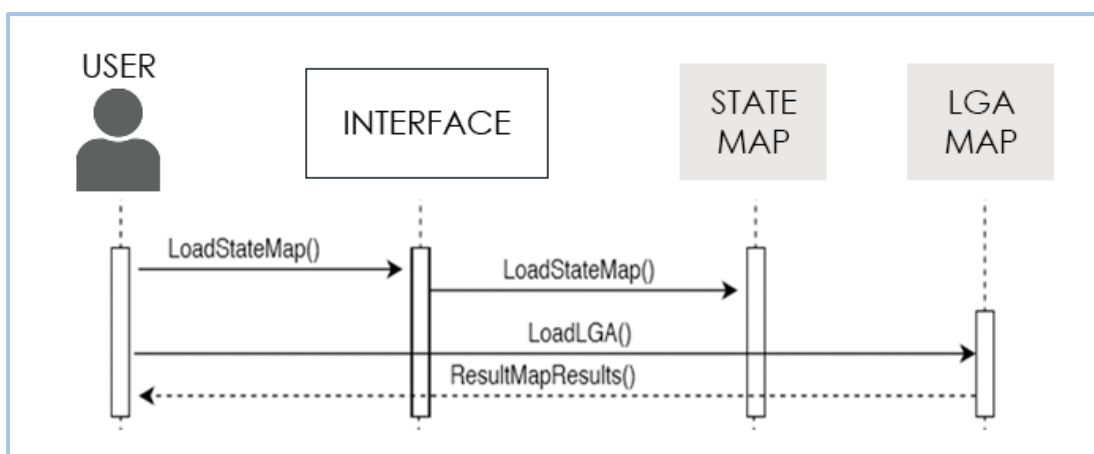 USER
INTERFACE
STATE
MAP
LGA
MAP
LoadStateMap()
LoadStateMap()
LoadLGA()
ResultMapResults()